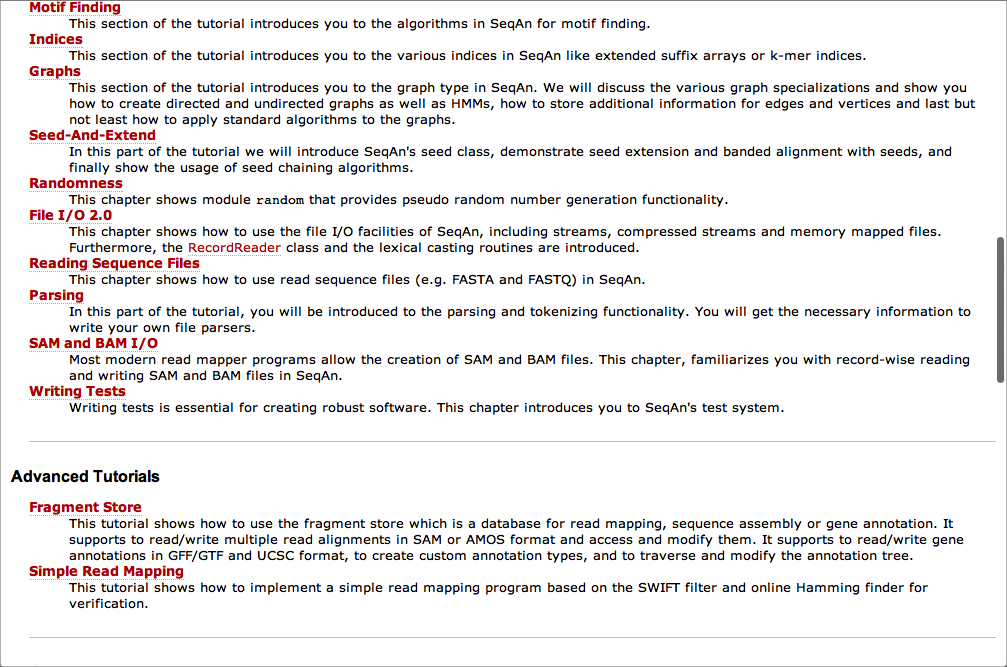 Motif Finding
This section of the tutorial introduces you to the algorithms in SeqAn for motif finding.
Indices
This section of the tutorial introduces you to the various indices in SeqAn like extended suffix arrays or k-mer indices.
Graphs
This section of the tutorial introduces you to the graph type in SeqAn. We will discuss the various graph specializations and show you
how to create directed and undirected graphs as well as HMMs, how to store additional information for edges and vertices and last but
not least how to apply standard algorithms to the graphs.
Seed-And-Extend
In this part of the tutorial we will introduce SeqAn's seed class, demonstrate seed extension and banded alignment with seeds, and
finally show the usage of seed chaining algorithms.
Randomness
This chapter shows module random that provides pseudo random number generation functionality.
File I/O 2.0
This chapter shows how to use the file I/O facilities of SeqAn, including streams, compressed streams and memory mapped files.
Furthermore, the RecordReader class and the lexical casting routines are introduced.
Reading Sequence Files
This chapter shows how to use read sequence files (e.g. FASTA and FASTQ) in SeqAn.
Parsing
In this part of the tutorial, you will be introduced to the parsing and tokenizing functionality. You will get the necessary information to
write your own file parsers.
SAM and BAM I/O
Most modern read mapper programs allow the creation of SAM and BAM files. This chapter, familiarizes you with record-wise reading
and writing SAM and BAM files in SeqAn.
Writing Tests
Writing tests is essential for creating robust software. This chapter introduces you to SeqAn's test system.
Advanced Tutorials
Fragment Store
This tutorial shows how to use the fragment store which is a database for read mapping, sequence assembly or gene annotation. It
supports to read/write multiple read alignments in SAM or AMOS format and access and modify them. It supports to read/write gene
annotations in GFF/GTF and UCSC format, to create custom annotation types, and to traverse and modify the annotation tree.
Simple Read Mapping
This tutorial shows how to implement a simple read mapping program based on the SWIFT filter and online Hamming finder for
verification.